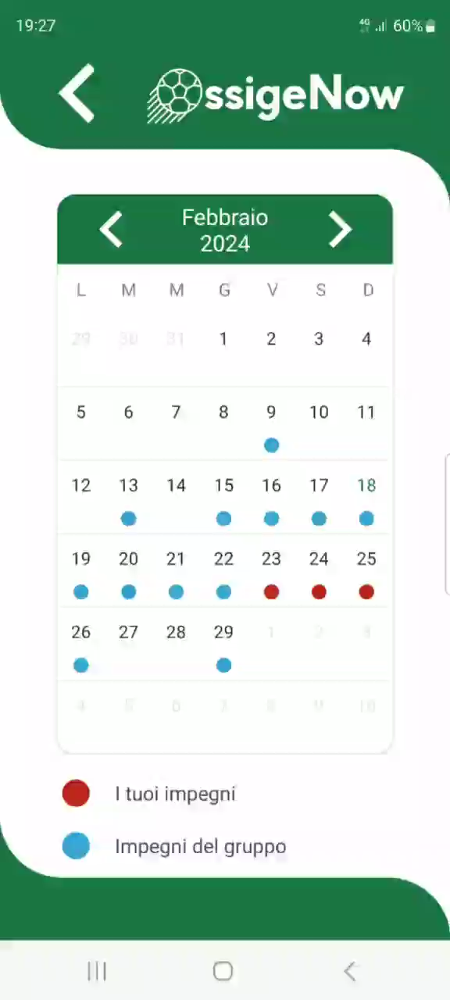 19:27 4G 60%
ssigeNow
Febbraio
2024
L M M G V S D
29 30 31 1 2 3 4
5 6 7 8 9 10 11
12 13 14 15 16 17 18
19 20 21 22 23 24 25
26 27 28 29 1 2 3
4 5 6 7 8 9 10
I tuoi impegni
Impegni del gruppo